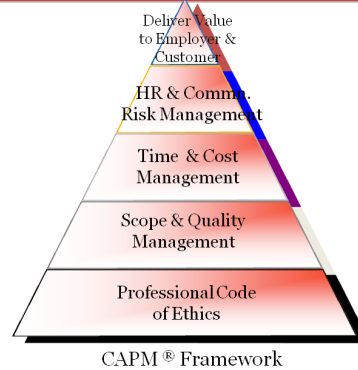 Deliver Value
to Employer &
Customer
HR & Commn.
Risk Management
Time & Cost
Management
Scope & Quality
Management
Professional Code
of Ethics
CAPM ® Framework